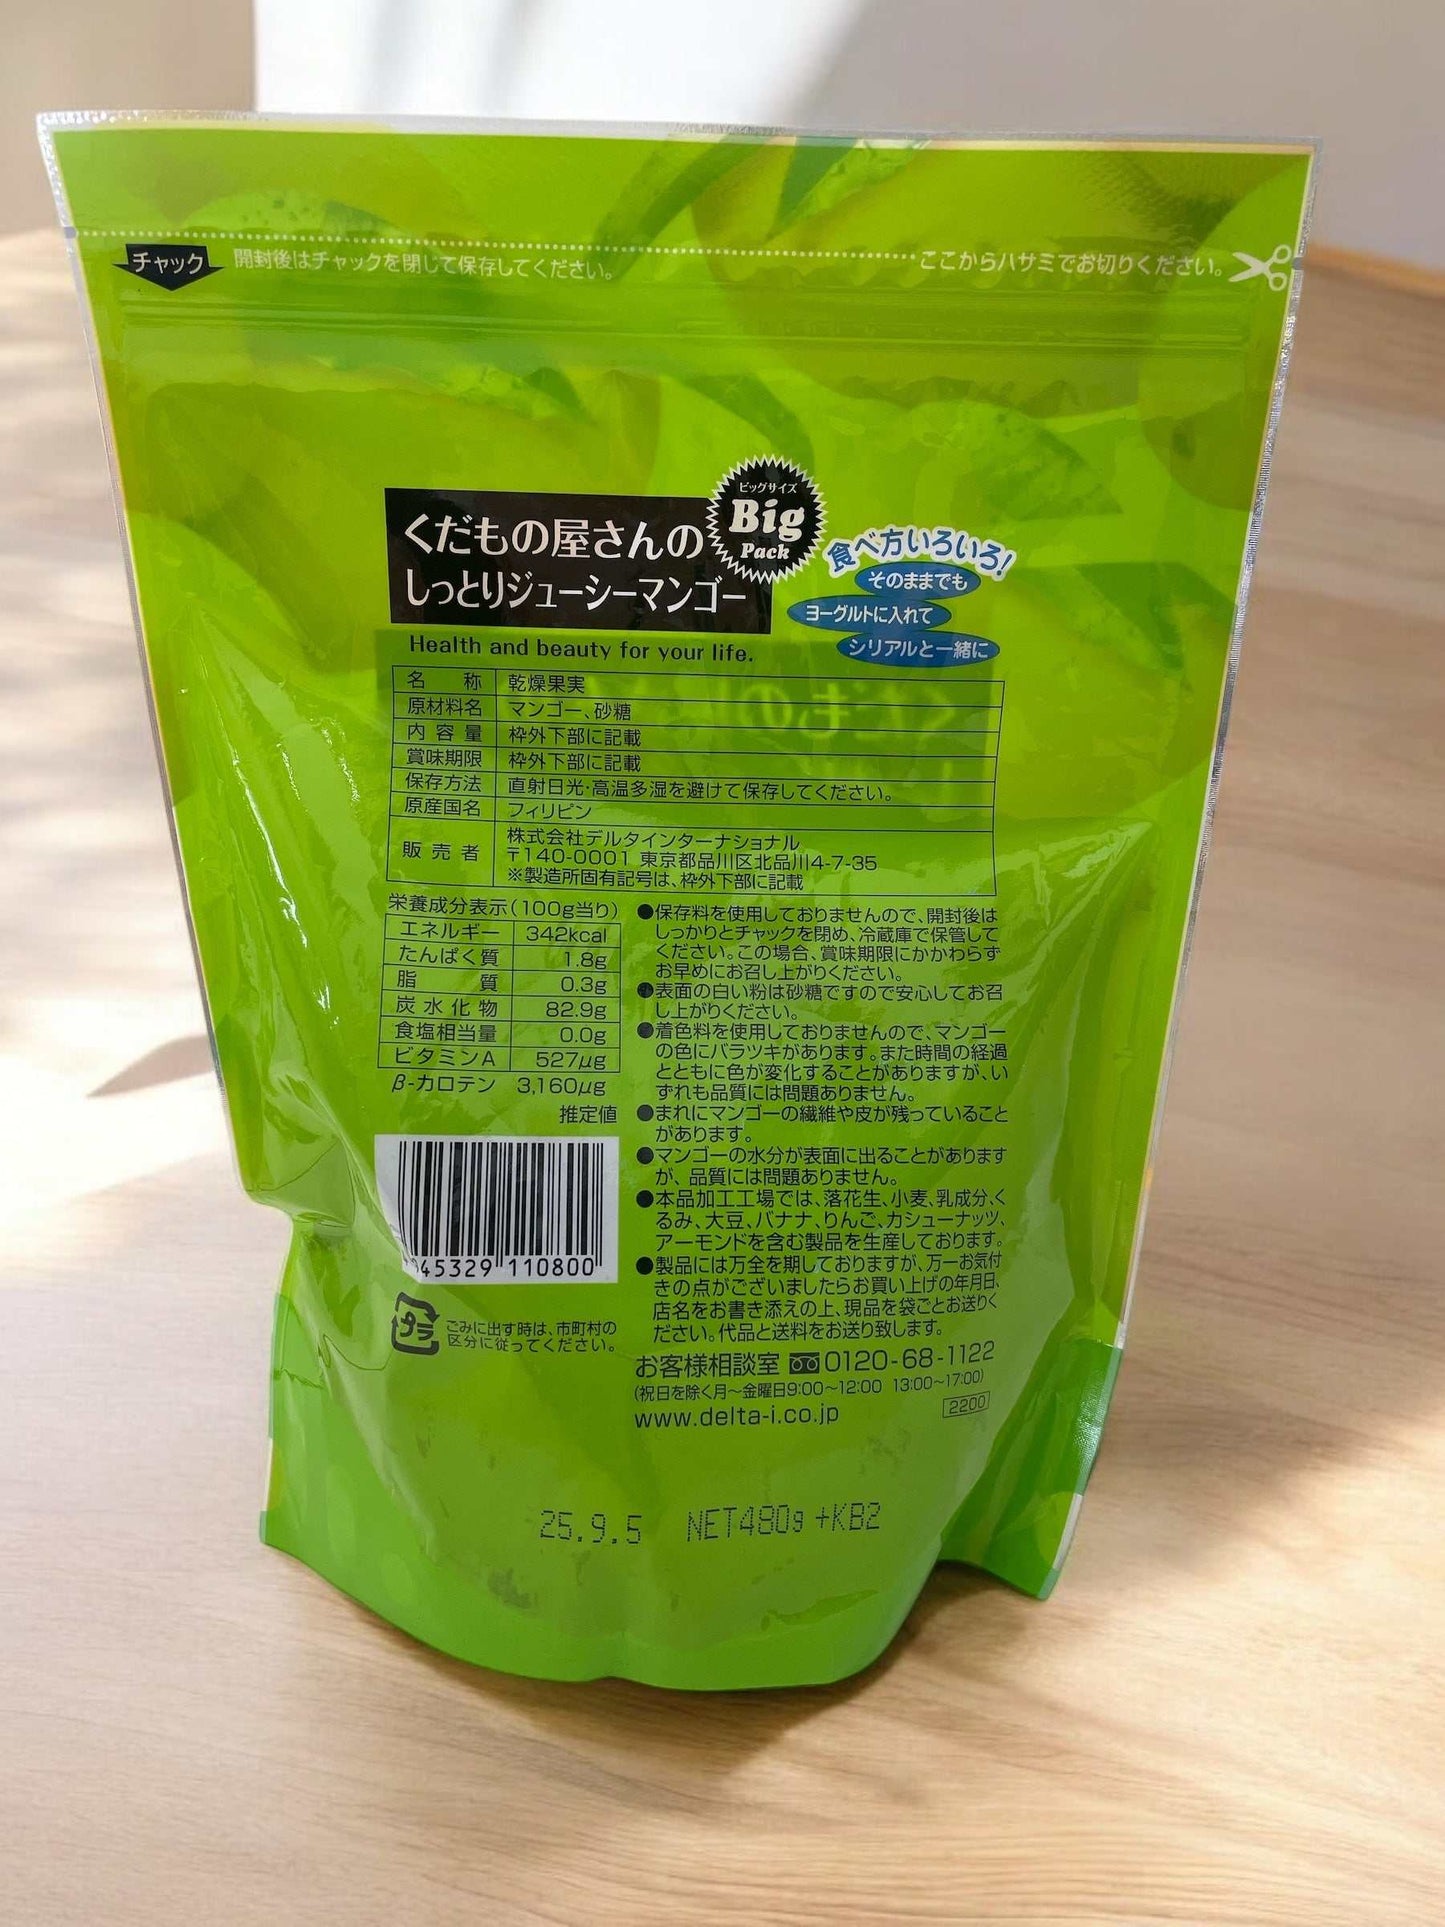 チャック 開封後はチャックを閉じて保存してください。
ここからハサミでお切りください。
ビッグサイズ
Big
Pack
くだもの屋さんの
しっとりジューシーマンゴー
食べ方いろいろ!
そのままでも
ヨーグルトに入れて
シリアルと一緒に
Health and beauty for your life.
名称 乾燥果実
原材料名 マンゴー、砂糖
内容量 枠外下部に記載
賞味期限 枠外下部に記載
保存方法 直射日光・高温多湿を避けて保存してください。
原産国名 フィリピン
販売者 株式会社デルタインターナショナル
〒140-0001 東京都品川区北品川4-7-35
※製造所固有記号は、枠外下部に記載
栄養成分表示(100g当り)
エネルギー 342kcal
たんぱく質 1.8g
脂質 0.3g
炭水化物 82.9g
食塩相当量 0.0g
ビタミンA 527μg
β-カロテン 3,160μg
推定値
●保存料を使用しておりませんので、開封後は
しっかりとチャックを閉め、冷蔵庫で保管して
ください。この場合、賞味期限にかかわらず
お早めにお召し上がりください。
●表面の白い粉は砂糖ですので安心してお召
し上がりください。
●着色料を使用しておりませんので、マンゴー
の色にバラツキがあります。また時間の経過
とともに色が変化することがありますが、い
ずれも品質には問題ありません。
●まれにマンゴーの繊維や皮が残っていること
があります。
●マンゴーの水分が表面に出ることがあります
が、品質には問題ありません。
●本品加工工場では、落花生、小麦、乳成分、く
るみ、大豆、バナナ、りんご、カシューナッツ、
アーモンドを含む製品を生産しております。
●製品には万全を期しておりますが、万一お気付
きの点がございましたらお買い上げの年月日、
店名をお書き添えの上、現品を袋ごとお送りく
ださい。代品と送料をお送り致します。
45329 110800
プラ
ごみに出す時は、市町村の
区分に従ってください。
お客様相談室 0120-68-1122
(祝日を除く月~金曜日9:00~12:00 13:00~17:00)
www.delta-i.co.jp
2200
25.9.5 NET480g +KB2